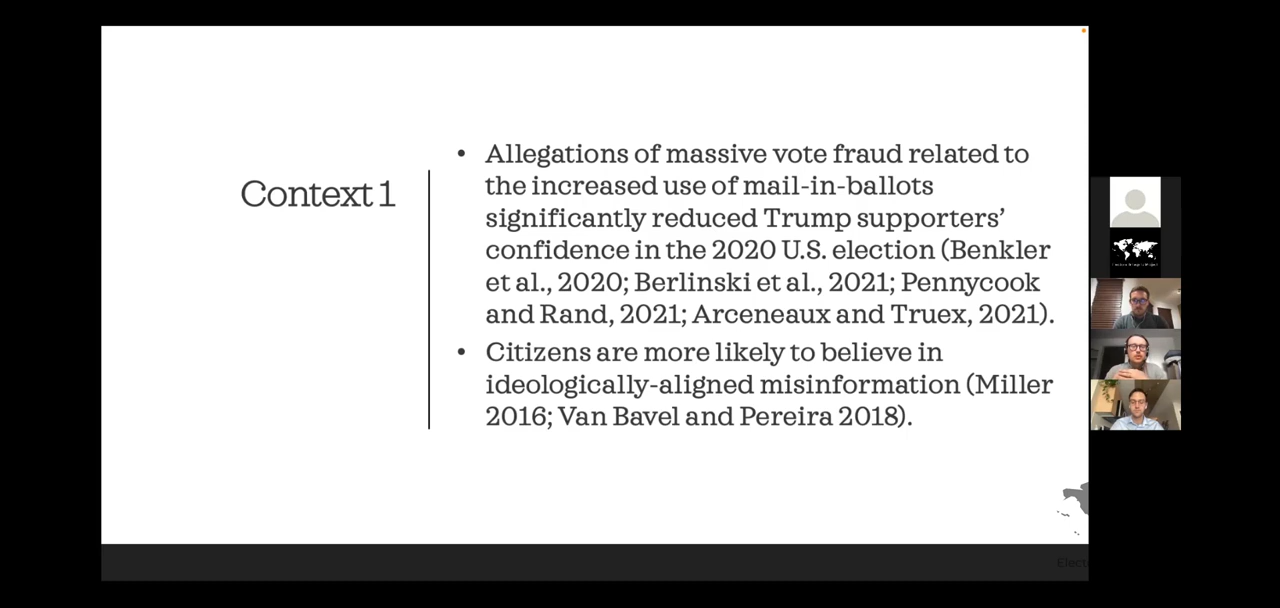 Context 1
• Allegations of massive vote fraud related to
the increased use of mail-in-ballots
significantly reduced Trump supporters’
confidence in the 2020 U.S. election (Benkler
et al., 2020; Berlinski et al., 2021; Pennycook
and Rand, 2021; Arceneaux and Truex, 2021).
• Citizens are more likely to believe in
ideologically-aligned misinformation (Miller
2016; Van Bavel and Pereira 2018).